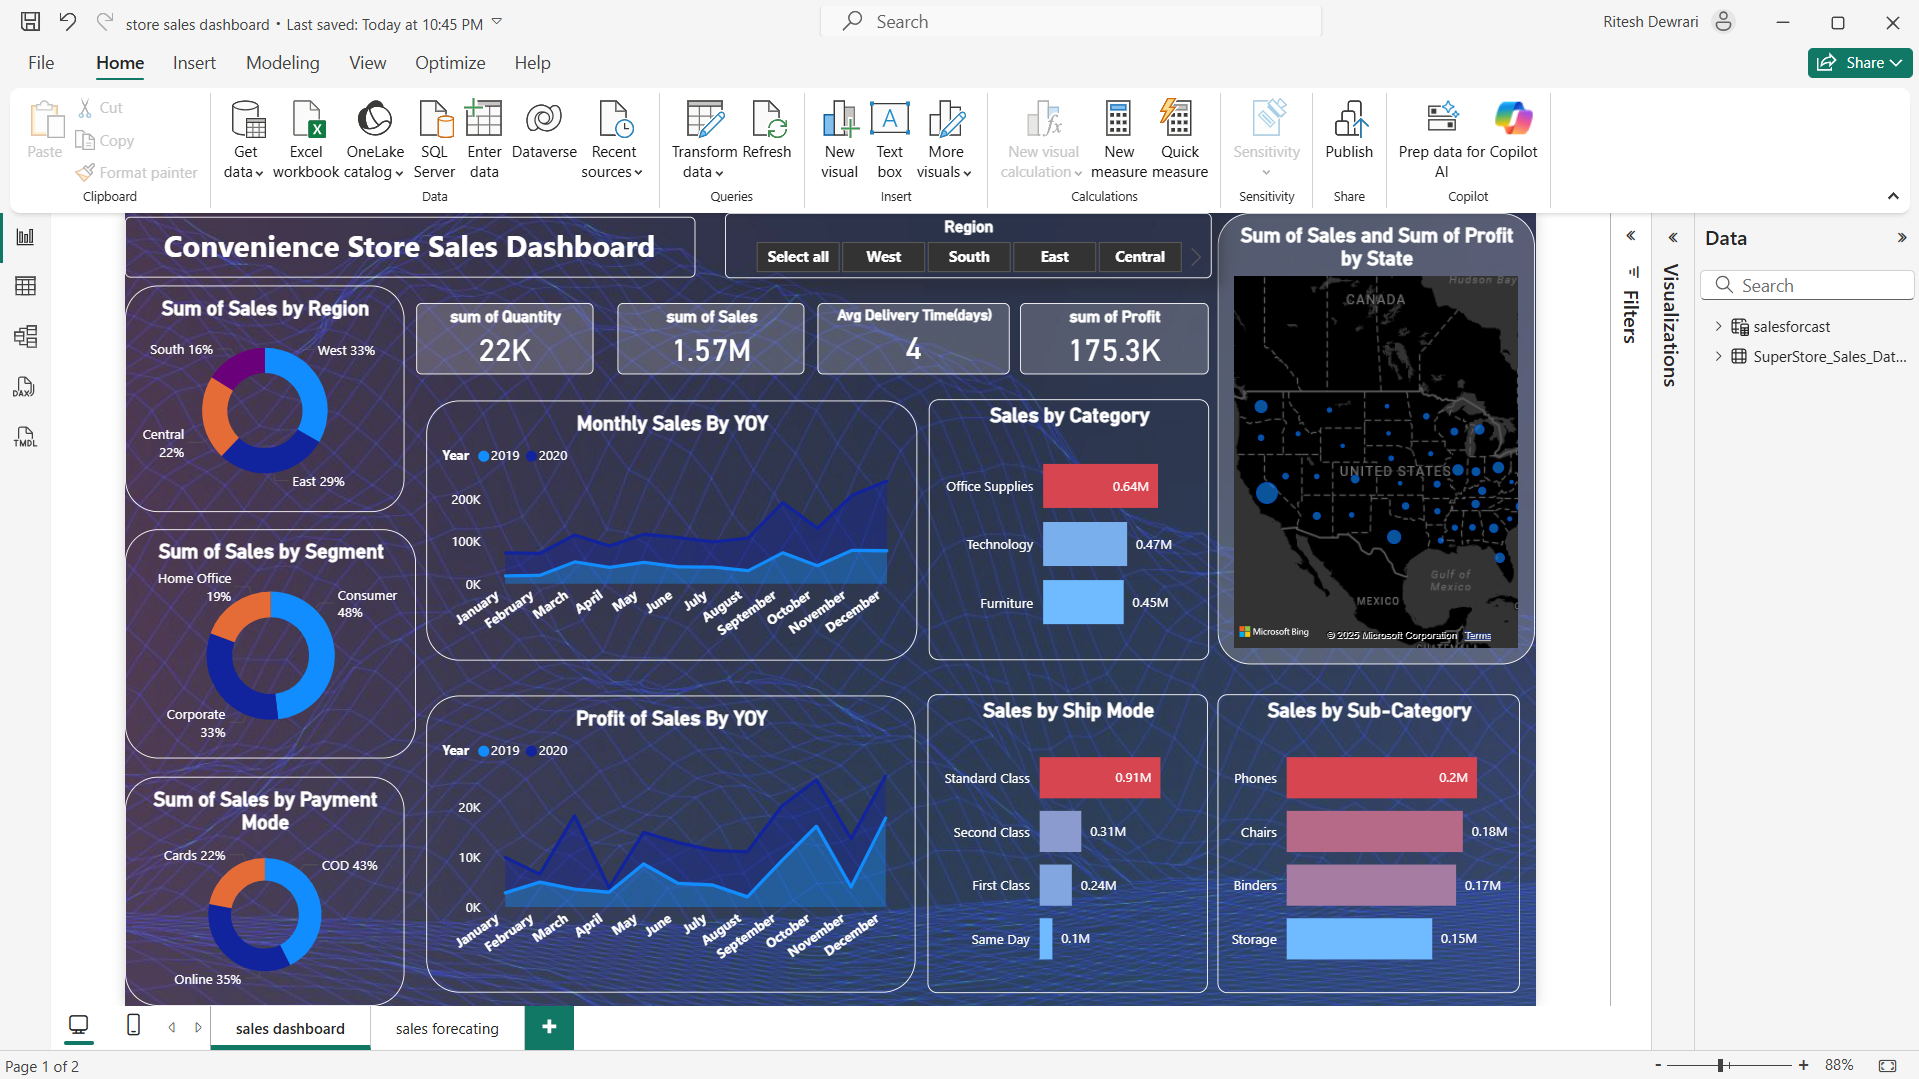 store sales dashboard • Last saved: Today at 10:45 PM
Search
Ritesh Dewrari
File
Home
Insert
Modeling
View
Optimize
Help
Share
Paste
Cut
Copy
Format painter
Clipboard
Get data
Excel workbook
OneLake catalog
SQL Server
Enter data
Dataverse
Recent sources
Data
Transform data
Refresh
Queries
New visual
A
Text box
More visuals
Insert
New visual calculation
New measure
Quick measure
Calculations
Sensitivity
Sensitivity
Publish
Share
Prep data for AI
Copilot
Copilot
DAX
TMDL
Convenience Store Sales Dashboard
Region
Select all
West
South
East
Central
Sum of Sales by Region
South 16%
West 33%
Central
22%
East 29%
sum of Quantity
22K
sum of Sales
1.57M
Avg Delivery Time(days)
4
sum of Profit
175.3K
Sum of Sales and Sum of Profit
by State
Hudson Bay
CANADA
UNITED STATES
Gulf of
Mexico
MEXICO
GUATEMALA
Microsoft Bing
© 2025 Microsoft Corporation
Terms
Monthly Sales By YOY
Year 2019 2020
200K
100K
0K
January
February
March
April
May
June
July
August
September
October
November
December
Sales by Category
Office Supplies 0.64M
Technology 0.47M
Furniture 0.45M
Sum of Sales by Segment
Home Office
19%
Consumer
48%
Corporate
33%
Sum of Sales by Payment
Mode
Cards 22%
COD 43%
Online 35%
Profit of Sales By YOY
Year 2019 2020
20K
10K
0K
January
February
March
April
May
June
July
August
September
October
November
December
Sales by Ship Mode
Standard Class 0.91M
Second Class 0.31M
First Class 0.24M
Same Day 0.1M
Sales by Sub-Category
Phones 0.2M
Chairs 0.18M
Binders 0.17M
Storage 0.15M
Filters
Visualizations
Data
Search
salesforcast
SuperStore_Sales_Dat...
sales dashboard
sales forecating
Page 1 of 2
- + 88%